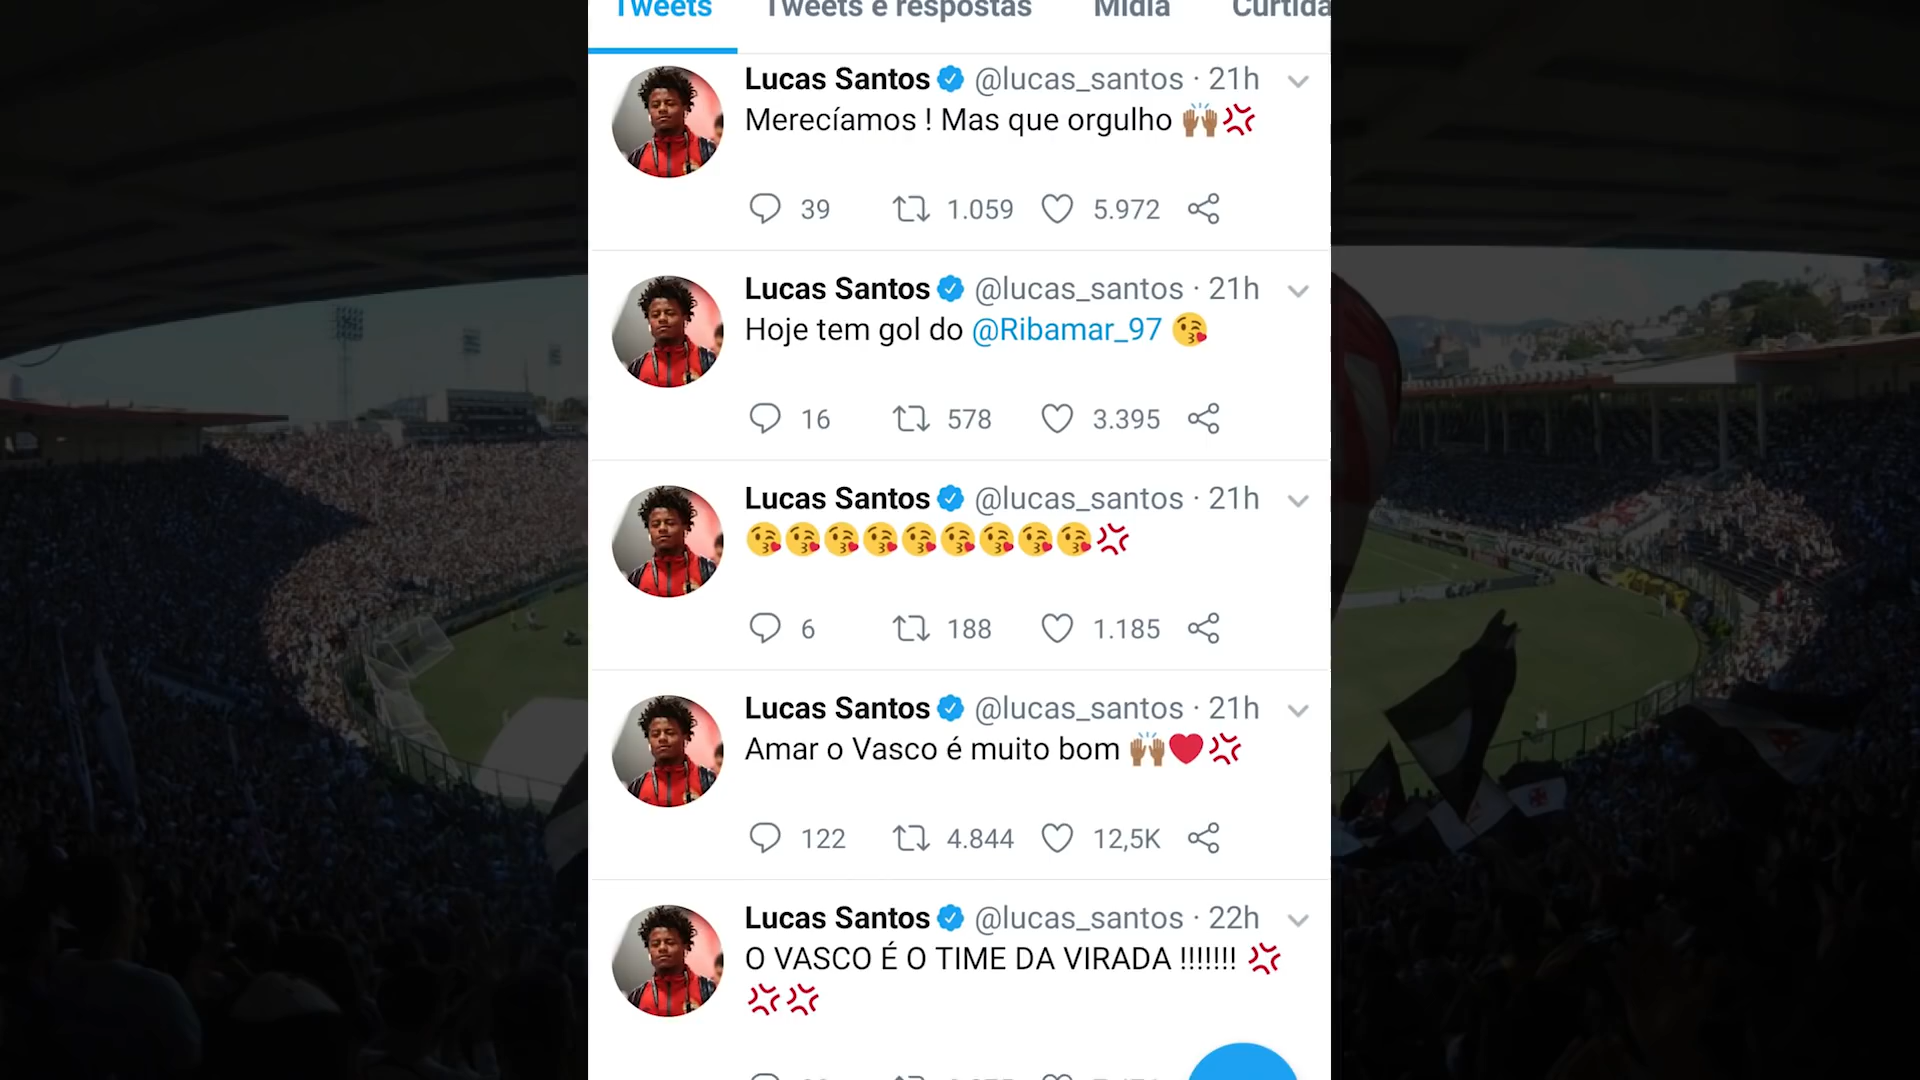 Tweets Tweets e respostas Mídia Curtida
Lucas Santos @lucas_santos · 21h
Merecíamos ! Mas que orgulho 🙌🏾💢
39 1.059 5.972
Lucas Santos @lucas_santos · 21h
Hoje tem gol do @Ribamar_97 😘
16 578 3.395
Lucas Santos @lucas_santos · 21h
😘😘😘😘😘😘😘😘😘💢
6 188 1.185
Lucas Santos @lucas_santos · 21h
Amar o Vasco é muito bom 🙌🏾❤️💢
122 4.844 12,5K
Lucas Santos @lucas_santos · 22h
O VASCO É O TIME DA VIRADA !!!!!!! 💢
💢💢